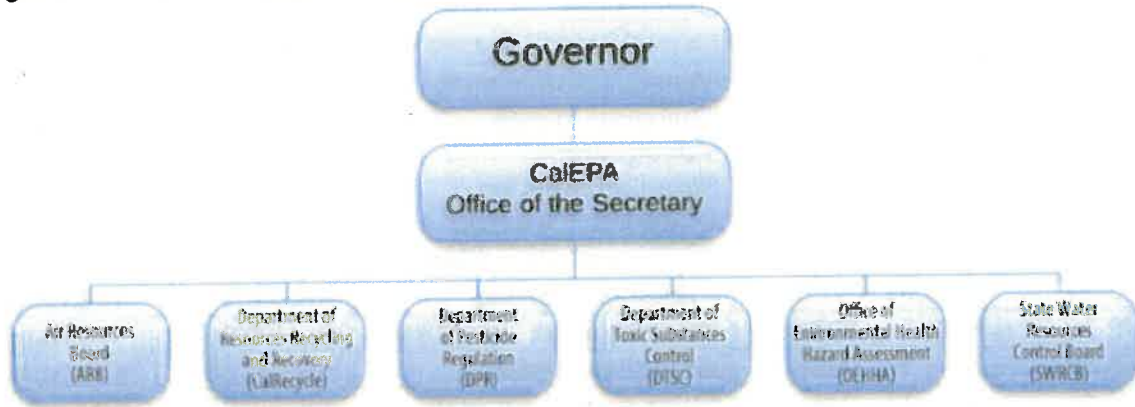 Governor
CalEPA
Office of the Secretary
Air Resources
Board
(ARB)
Department of
Resources Recycling
and Recovery
(CalRecycle)
Department
of Pesticide
Regulation
(DPR)
Department of
Toxic Substances
Control
(DTSC)
Office of
Environmental Health
Hazard Assessment
(OEHHA)
State Water
Resources
Control Board
(SWRCB)